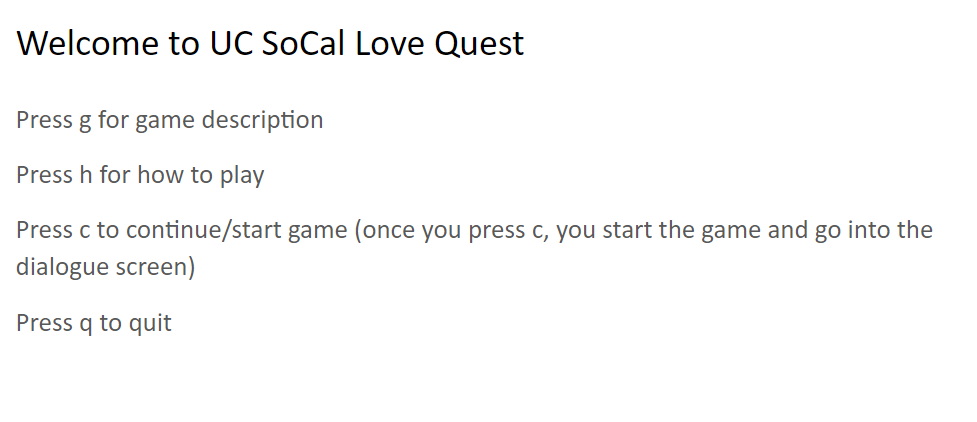 Welcome to UC SoCal Love Quest
Press g for game description
Press h for how to play
Press c to continue/start game (once you press c, you start the game and go into the
dialogue screen)
Press q to quit